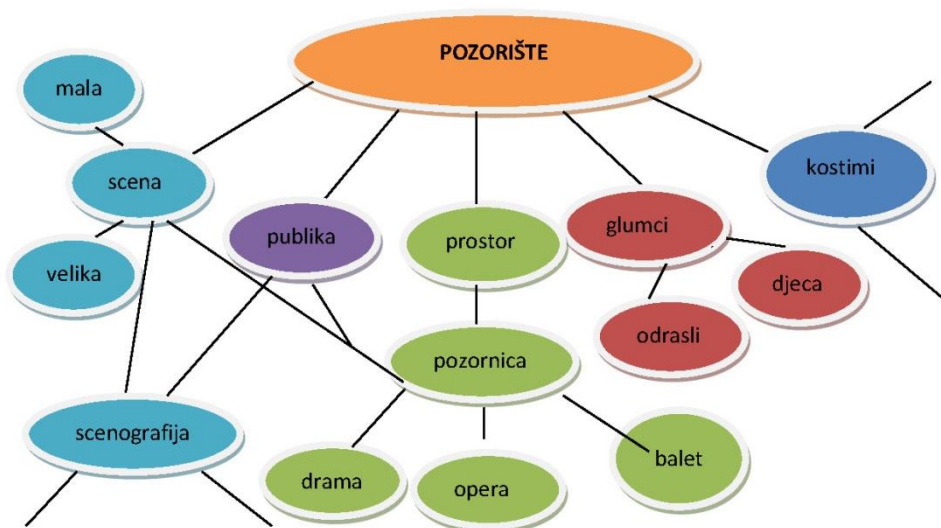 POZORIŠTE
mala
scena
kostimi
publika
prostor
glumci
velika
djeca
odrasli
pozornica
scenografija
drama
opera
balet